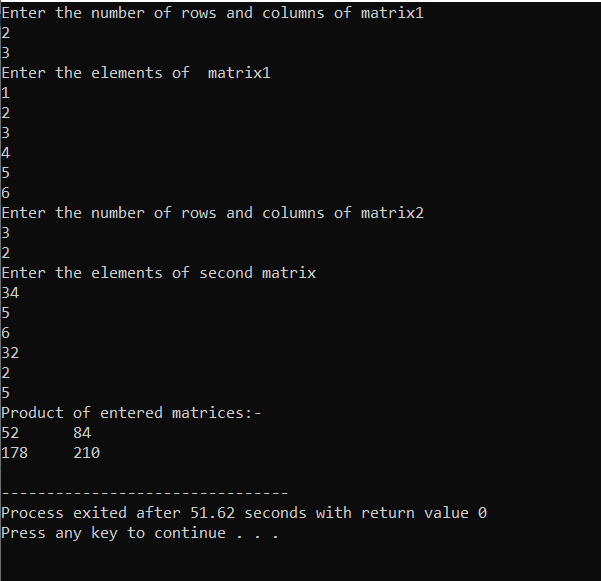 Enter the number of rows and columns of matrix1
2
3
Enter the elements of  matrix1
1
2
3
4
5
6
Enter the number of rows and columns of matrix2
3
2
Enter the elements of second matrix
34
5
6
32
2
5
Product of entered matrices:-
52      84
178     210
--------------------------------
Process exited after 51.62 seconds with return value 0
Press any key to continue . . .